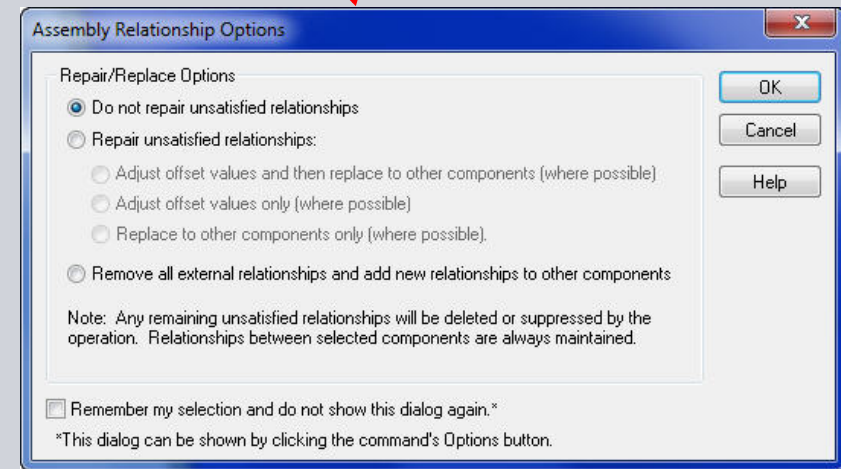 Assembly Relationship Options
Repair/Replace Options
Do not repair unsatisfied relationships
Repair unsatisfied relationships:
Adjust offset values and then replace to other components (where possible)
Adjust offset values only (where possible)
Replace to other components only (where possible).
Remove all external relationships and add new relationships to other components
Note: Any remaining unsatisfied relationships will be deleted or suppressed by the
operation. Relationships between selected components are always maintained.
OK
Cancel
Help
Remember my selection and do not show this dialog again.*
*This dialog can be shown by clicking the command's Options button.